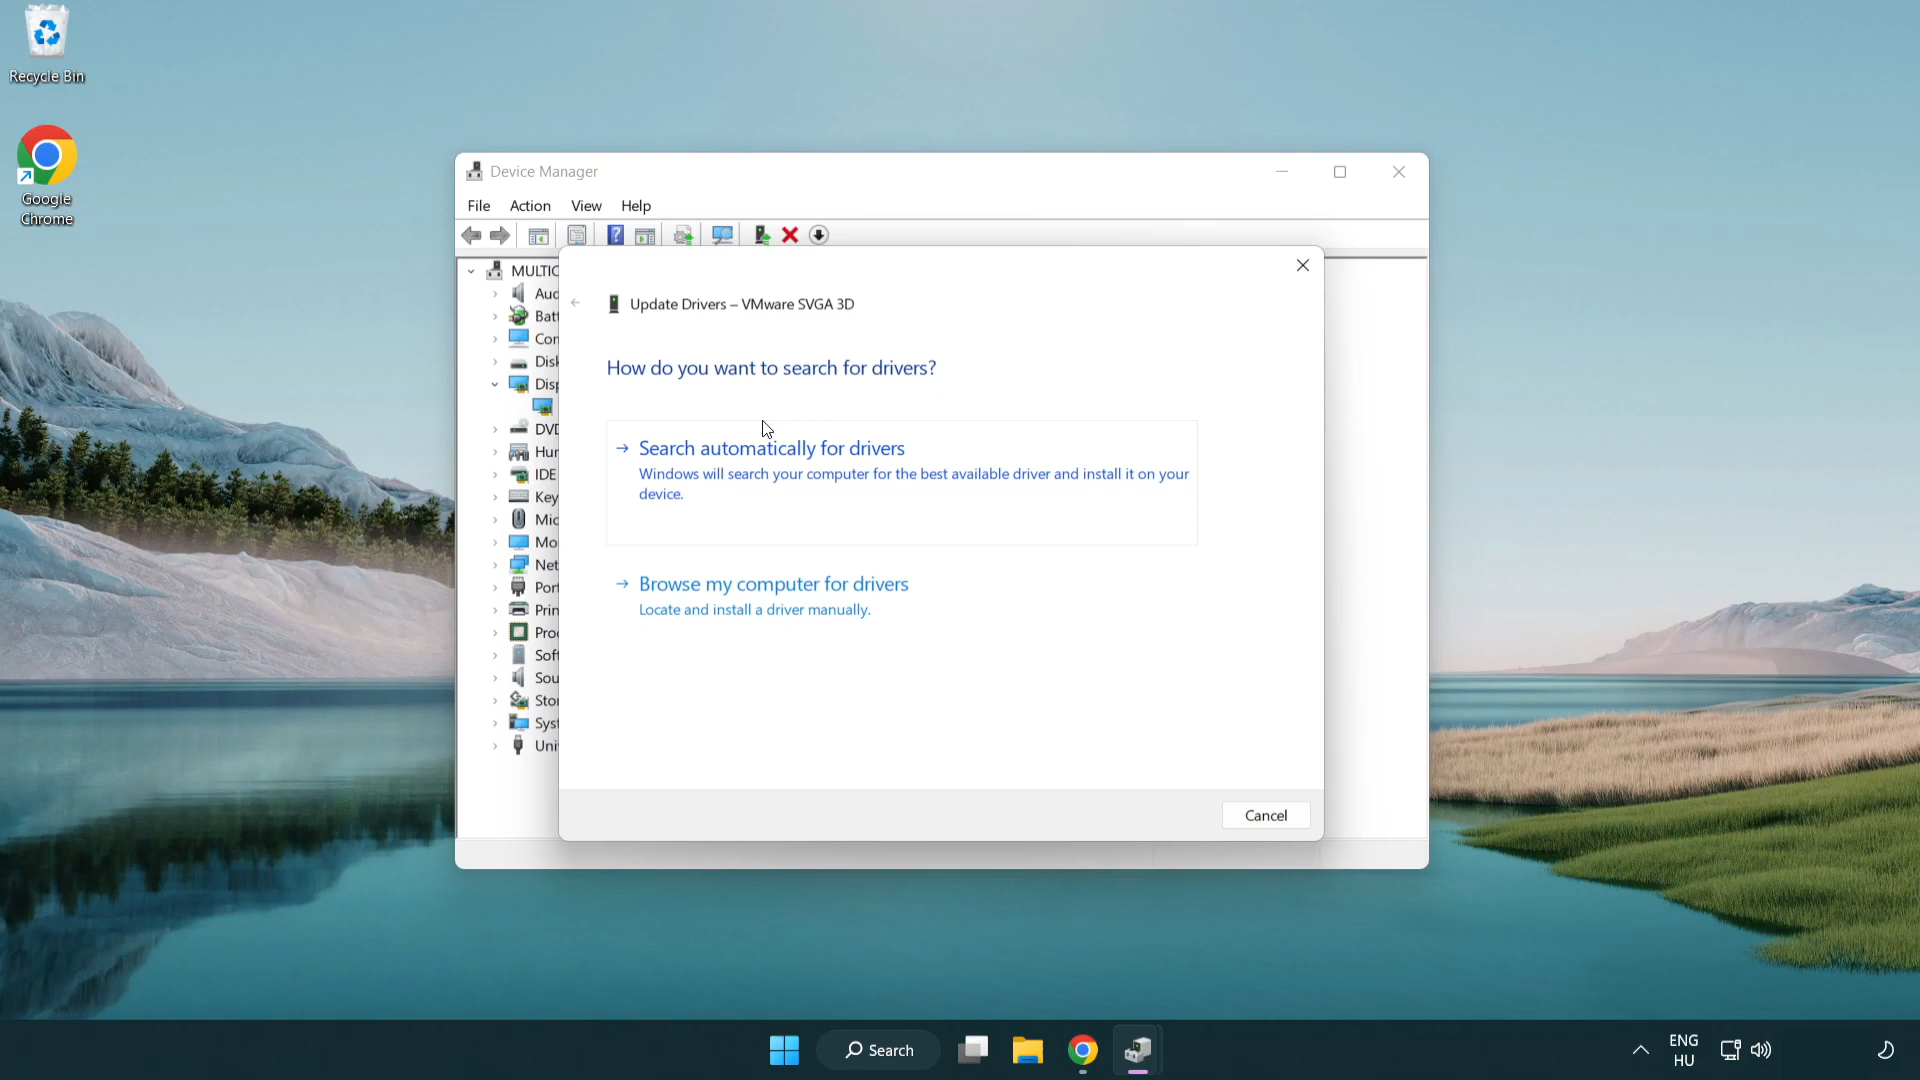 Recycle Bin
Google
Chrome
Device Manager
File Action View Help
MULTIC
Aud
Batt
Com
Disk
Disp
DVD
Hum
IDE
Key
Mic
Mo
Net
Port
Prin
Proc
Soft
Sou
Stor
Syst
Uni
Update Drivers – VMware SVGA 3D
How do you want to search for drivers?
Search automatically for drivers
Windows will search your computer for the best available driver and install it on your
device.
Browse my computer for drivers
Locate and install a driver manually.
Cancel
Search
ENG
HU